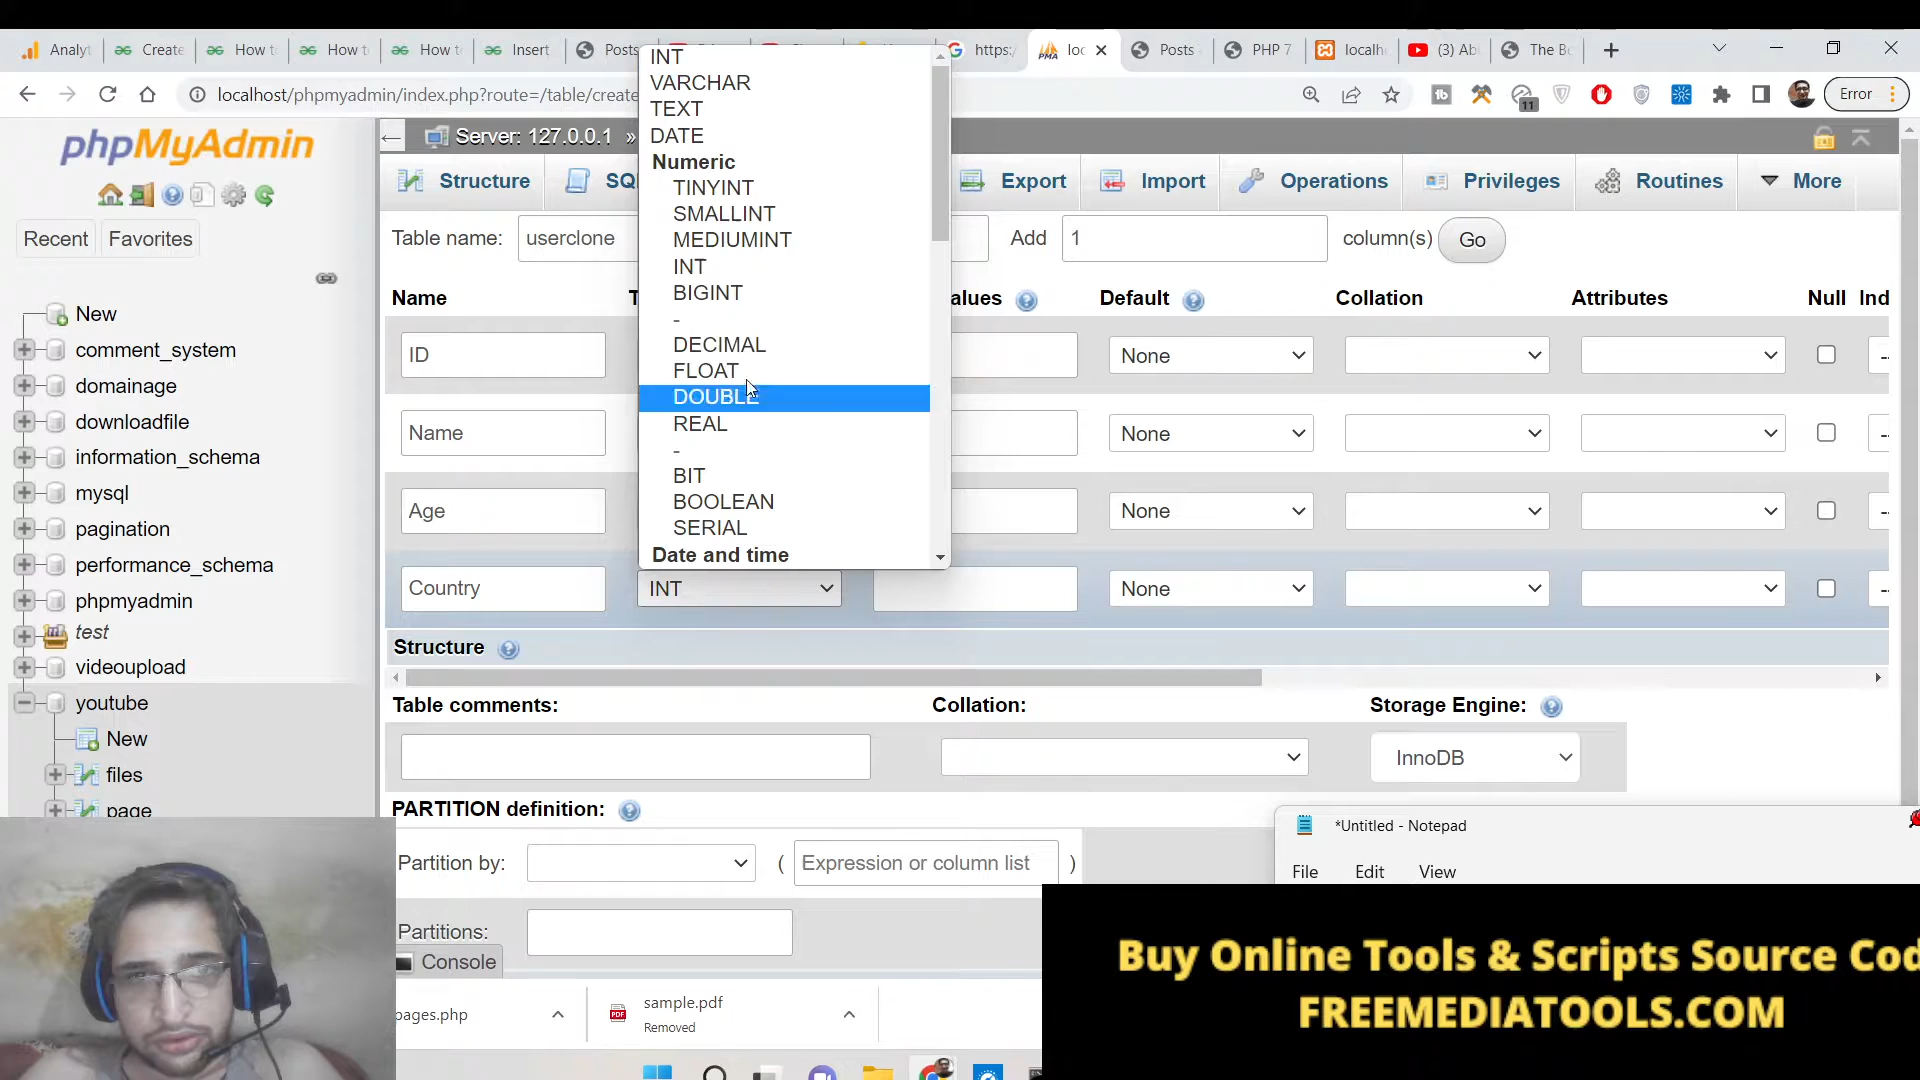 Analyt
Create
How t
How t
How t
Insert
Posts
https:/
loc
Posts
PHP 7
localh
(3) Ab
The Bo
localhost/phpmyadmin/index.php?route=/table/create
11
Error
phpMyAdmin
Recent
Favorites
New
comment_system
domainage
downloadfile
information_schema
mysql
pagination
performance_schema
phpmyadmin
test
videoupload
youtube
New
files
page
Server: 127.0.0.1 »
Structure
SQ
Export
Import
Operations
Privileges
Routines
More
Table name:
userclone
Add
1
column(s)
Go
Name
T
alues
Default
Collation
Attributes
Null
Ind
ID
None
Name
None
Age
None
Country
INT
None
INT
VARCHAR
TEXT
DATE
Numeric
TINYINT
SMALLINT
MEDIUMINT
INT
BIGINT
-
DECIMAL
FLOAT
DOUBLE
REAL
-
BIT
BOOLEAN
SERIAL
Date and time
Structure
Table comments:
Collation:
Storage Engine:
InnoDB
PARTITION definition:
Partition by:
( Expression or column list )
Partitions:
Console
*Untitled - Notepad
File
Edit
View
pages.php
sample.pdf
Removed
Buy Online Tools & Scripts Source Cod
FREEMEDIATOOLS.COM